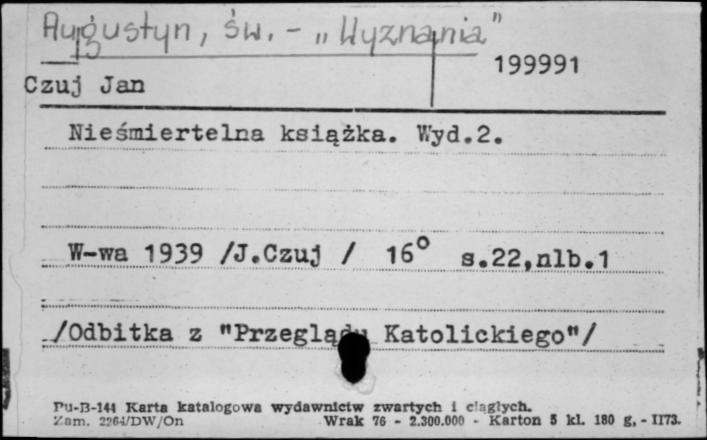 Augustyn, św. - „Wyznania”
199991
Czuj Jan
Nieśmiertelna książka. Wyd.2.
W-wa 1939 /J.Czuj / 16° s.22,nlb.1
/Odbitka z "Przeglądu Katolickiego"/
Pu-B-144 Karta katalogowa wydawnictw zwartych i ciągłych.
Zam. 2264/DW/On Wrak 76 - 2.300.000 - Karton 5 kl. 180 g, - II73.